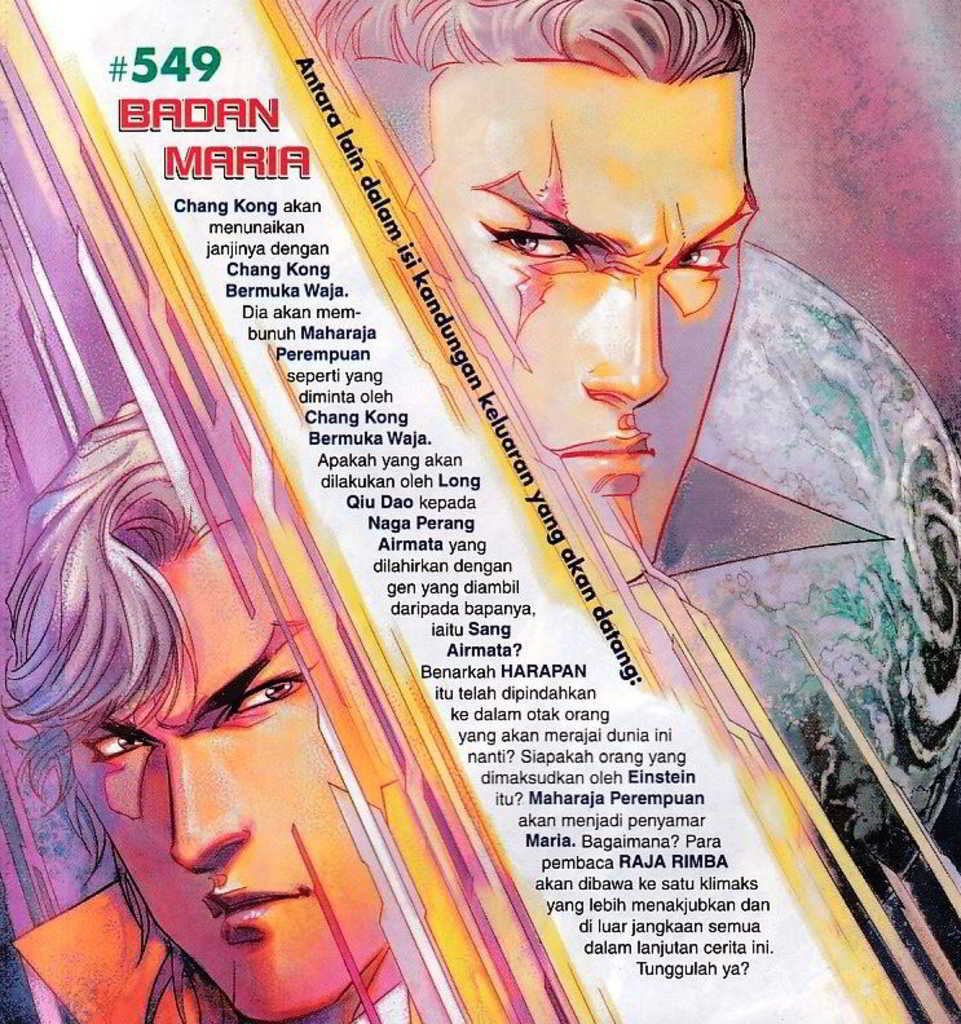 #549
BADAN
MARIA
Antara lain dalam isi kandungan keluaran yang akan datang:
Chang Kong akan
menunaikan
janjinya dengan
Chang Kong
Bermuka Waja.
Dia akan mem-
bunuh Maharaja
Perempuan
seperti yang
diminta oleh
Chang Kong
Bermuka Waja.
Apakah yang akan
dilakukan oleh Long
Qiu Dao kepada
Naga Perang
Airmata yang
dilahirkan dengan
gen yang diambil
daripada bapanya,
iaitu Sang
Airmata?
Benarkah HARAPAN
itu telah dipindahkan
ke dalam otak orang
yang akan merajai dunia ini
nanti? Siapakah orang yang
dimaksudkan oleh Einstein
itu? Maharaja Perempuan
akan menjadi penyamar
Maria. Bagaimana? Para
pembaca RAJA RIMBA
akan dibawa ke satu klimaks
yang lebih menakjubkan dan
di luar jangkaan semua
dalam lanjutan cerita ini.
Tunggulah ya?